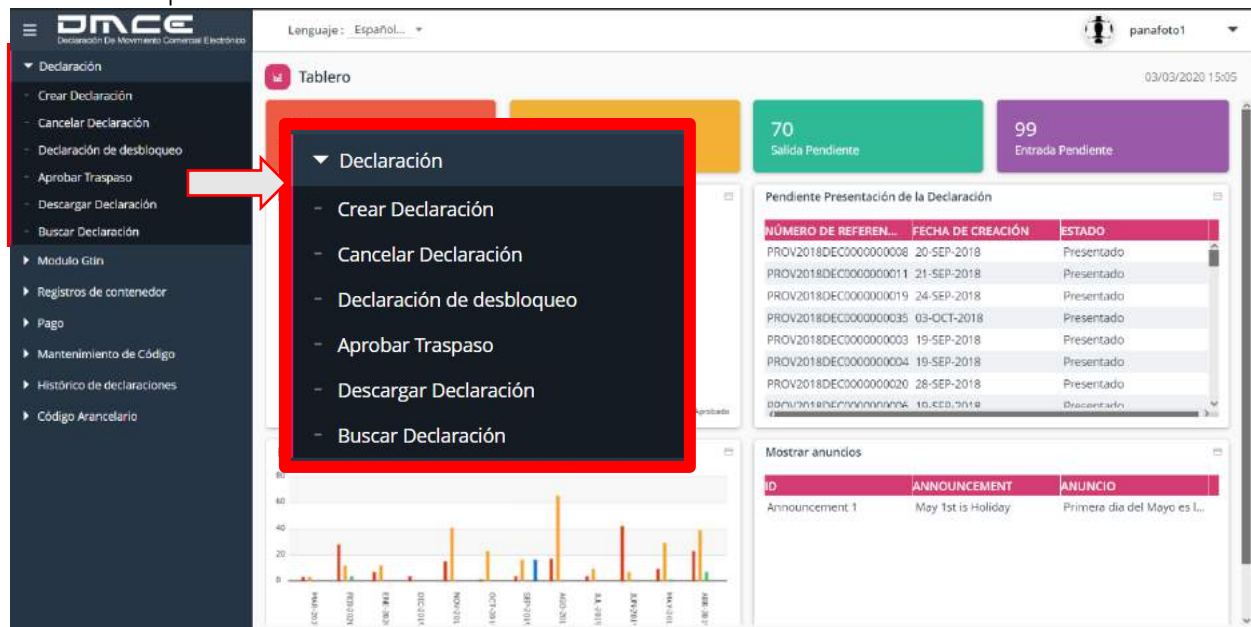 DMCE
Declaración De Movimiento Comercial Electrónico
Lenguaje: Español...
panafoto1
Declaración
- Crear Declaración
- Cancelar Declaración
- Declaración de desbloqueo
- Aprobar Traspaso
- Descargar Declaración
- Buscar Declaración
Modulo Gtin
Registros de contenedor
Pago
Mantenimiento de Código
Histórico de declaraciones
Código Arancelario
Tablero
03/03/2020 15:05
70
Salida Pendiente
99
Entrada Pendiente
Declaración
- Crear Declaración
- Cancelar Declaración
- Declaración de desbloqueo
- Aprobar Traspaso
- Descargar Declaración
- Buscar Declaración
Aprobado
Pendiente Presentación de la Declaración
NÚMERO DE REFEREN... FECHA DE CREACIÓN ESTADO
PROV2018DEC0000000008 20-SEP-2018 Presentado
PROV2018DEC0000000011 21-SEP-2018 Presentado
PROV2018DEC0000000019 24-SEP-2018 Presentado
PROV2018DEC0000000035 03-OCT-2018 Presentado
PROV2018DEC0000000003 19-SEP-2018 Presentado
PROV2018DEC0000000004 19-SEP-2018 Presentado
PROV2018DEC0000000020 28-SEP-2018 Presentado
PROV2018DEC0000000006 19-SEP-2018 Presentado
80
60
40
20
0
Mostrar anuncios
ID ANNOUNCEMENT ANUNCIO
Announcement 1 May 1st is Holiday Primera dia del Mayo es l...